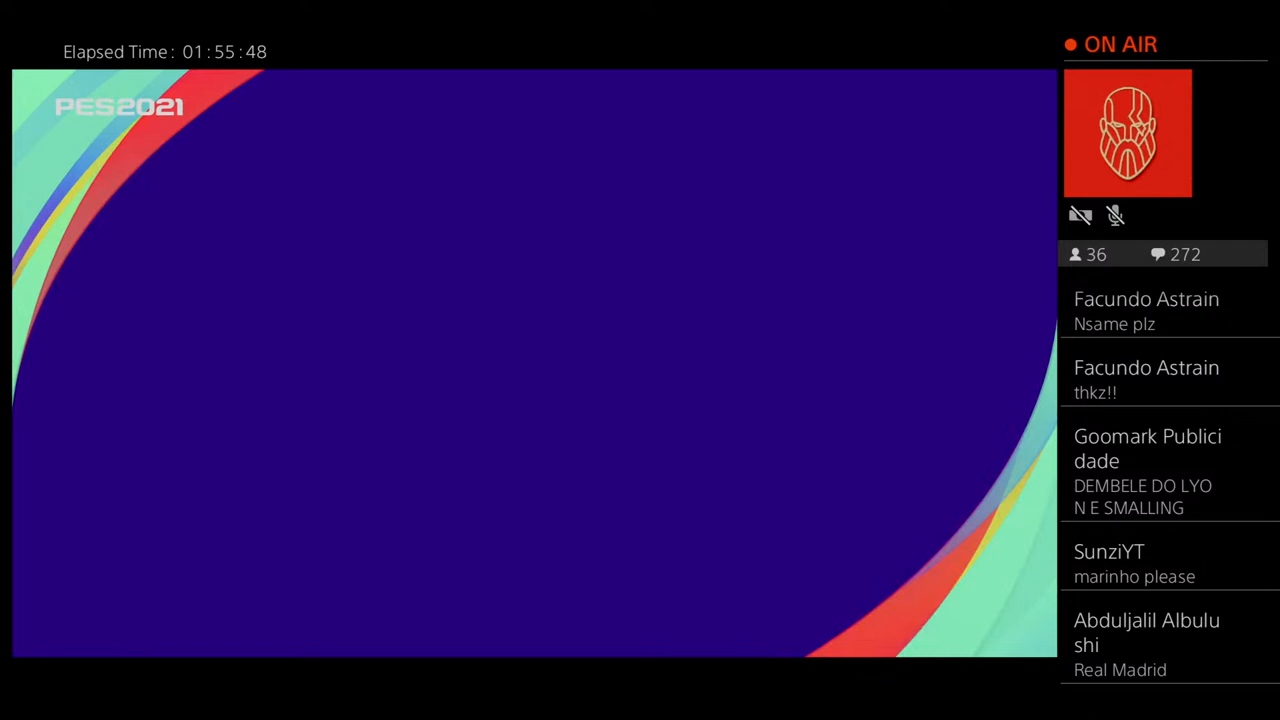 Elapsed Time: 01:55:48
PES2021
ON AIR
36 272
Facundo Astrain
Nsame plz
Facundo Astrain
thkz!!
Goomark Publici
dade
DEMBELE DO LYO
N E SMALLING
SunziYT
marinho please
Abduljalil Albulu
shi
Real Madrid